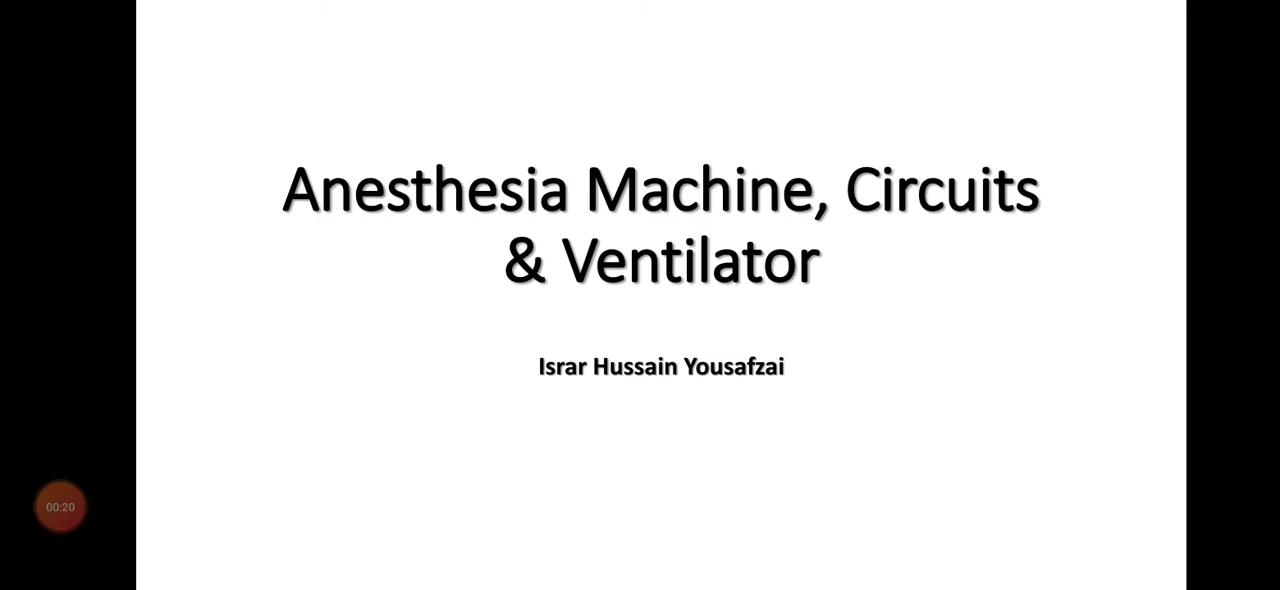 Anesthesia Machine, Circuits
& Ventilator
Israr Hussain Yousafzai
00:20